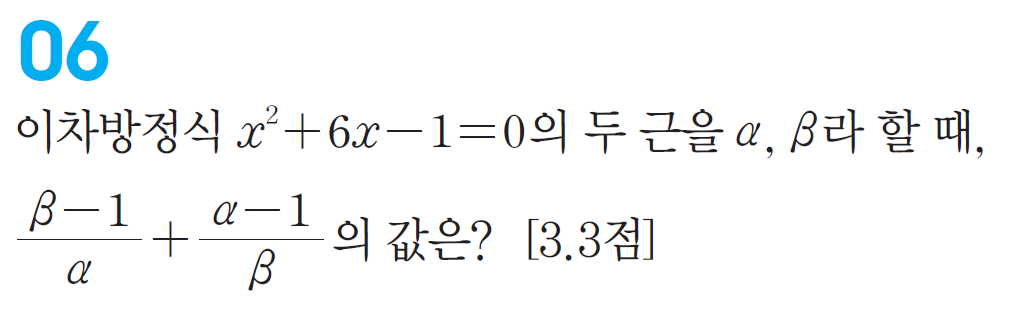 06
이차방정식 x²+6x-1=0의 두 근을 α, β라 할 때,
(β-1)/α + (α-1)/β 의 값은? [3.3점]